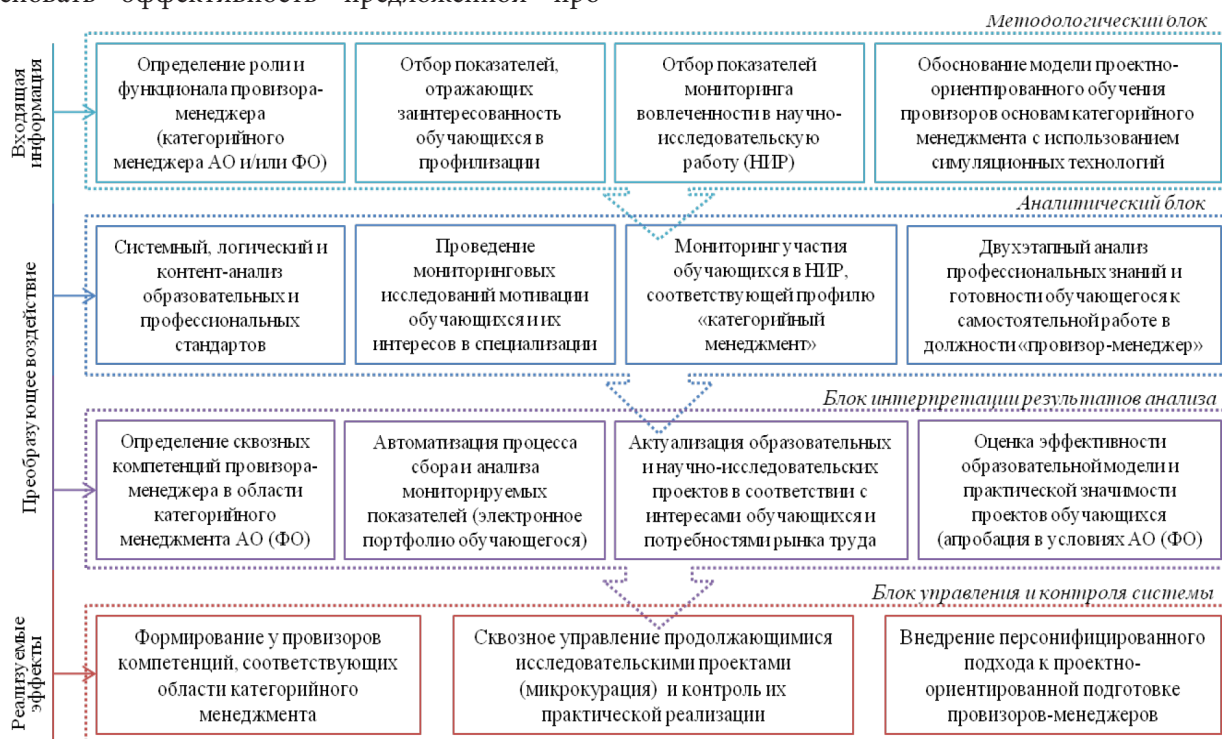 сновать эффективность предложенной про-
Методологический блок
Входящая
информация
Определение роли и
функционала провизора-
менеджера
(категорийного
менеджера АО и/или ФО)
Отбор показателей,
отражающих
заинтересованность
обучающихся в
профилизации
Отбор показателей
мониторинга
вовлеченности в научно-
исследовательскую
работу (НИР)
Обоснование модели проектно-
ориентированного обучения
провизоров основам категорийного
менеджмента с использованием
симуляционных технологий
Аналитический блок
Преобразующее воздействие
Системный, логический и
контент-анализ
образовательных и
профессиональных
стандартов
Проведение
мониторинговых
исследований мотивации
обучающихся и их
интересов в специализации
Мониторинг участия
обучающихся в НИР,
соответствующей профилю
«категорийный
менеджмент»
Двухэтапный анализ
профессиональных знаний и
готовности обучающегося к
самостоятельной работе в
должности «провизор-менеджер»
Блок интерпретации результатов анализа
Определение сквозных
компетенций провизора-
менеджера в области
категорийного
менеджмента АО (ФО)
Автоматизация процесса
сбора и анализа
мониторируемых
показателей (электронное
портфолио обучающегося)
Актуализация образовательных
и научно-исследовательских
проектов в соответствии с
интересами обучающихся и
потребностями рынка труда
Оценка эффективности
образовательной модели и
практической значимости
проектов обучающихся
(апробация в условиях АО (ФО)
Блок управления и контроля системы
Реализуемые
эффекты
Формирование у провизоров
компетенций, соответствующих
области категорийного
менеджмента
Сквозное управление продолжающимися
исследовательскими проектами
(микрокурация) и контроль их
практической реализации
Внедрение персонифицированного
подхода к проектно-
ориентированной подготовке
провизоров-менеджеров